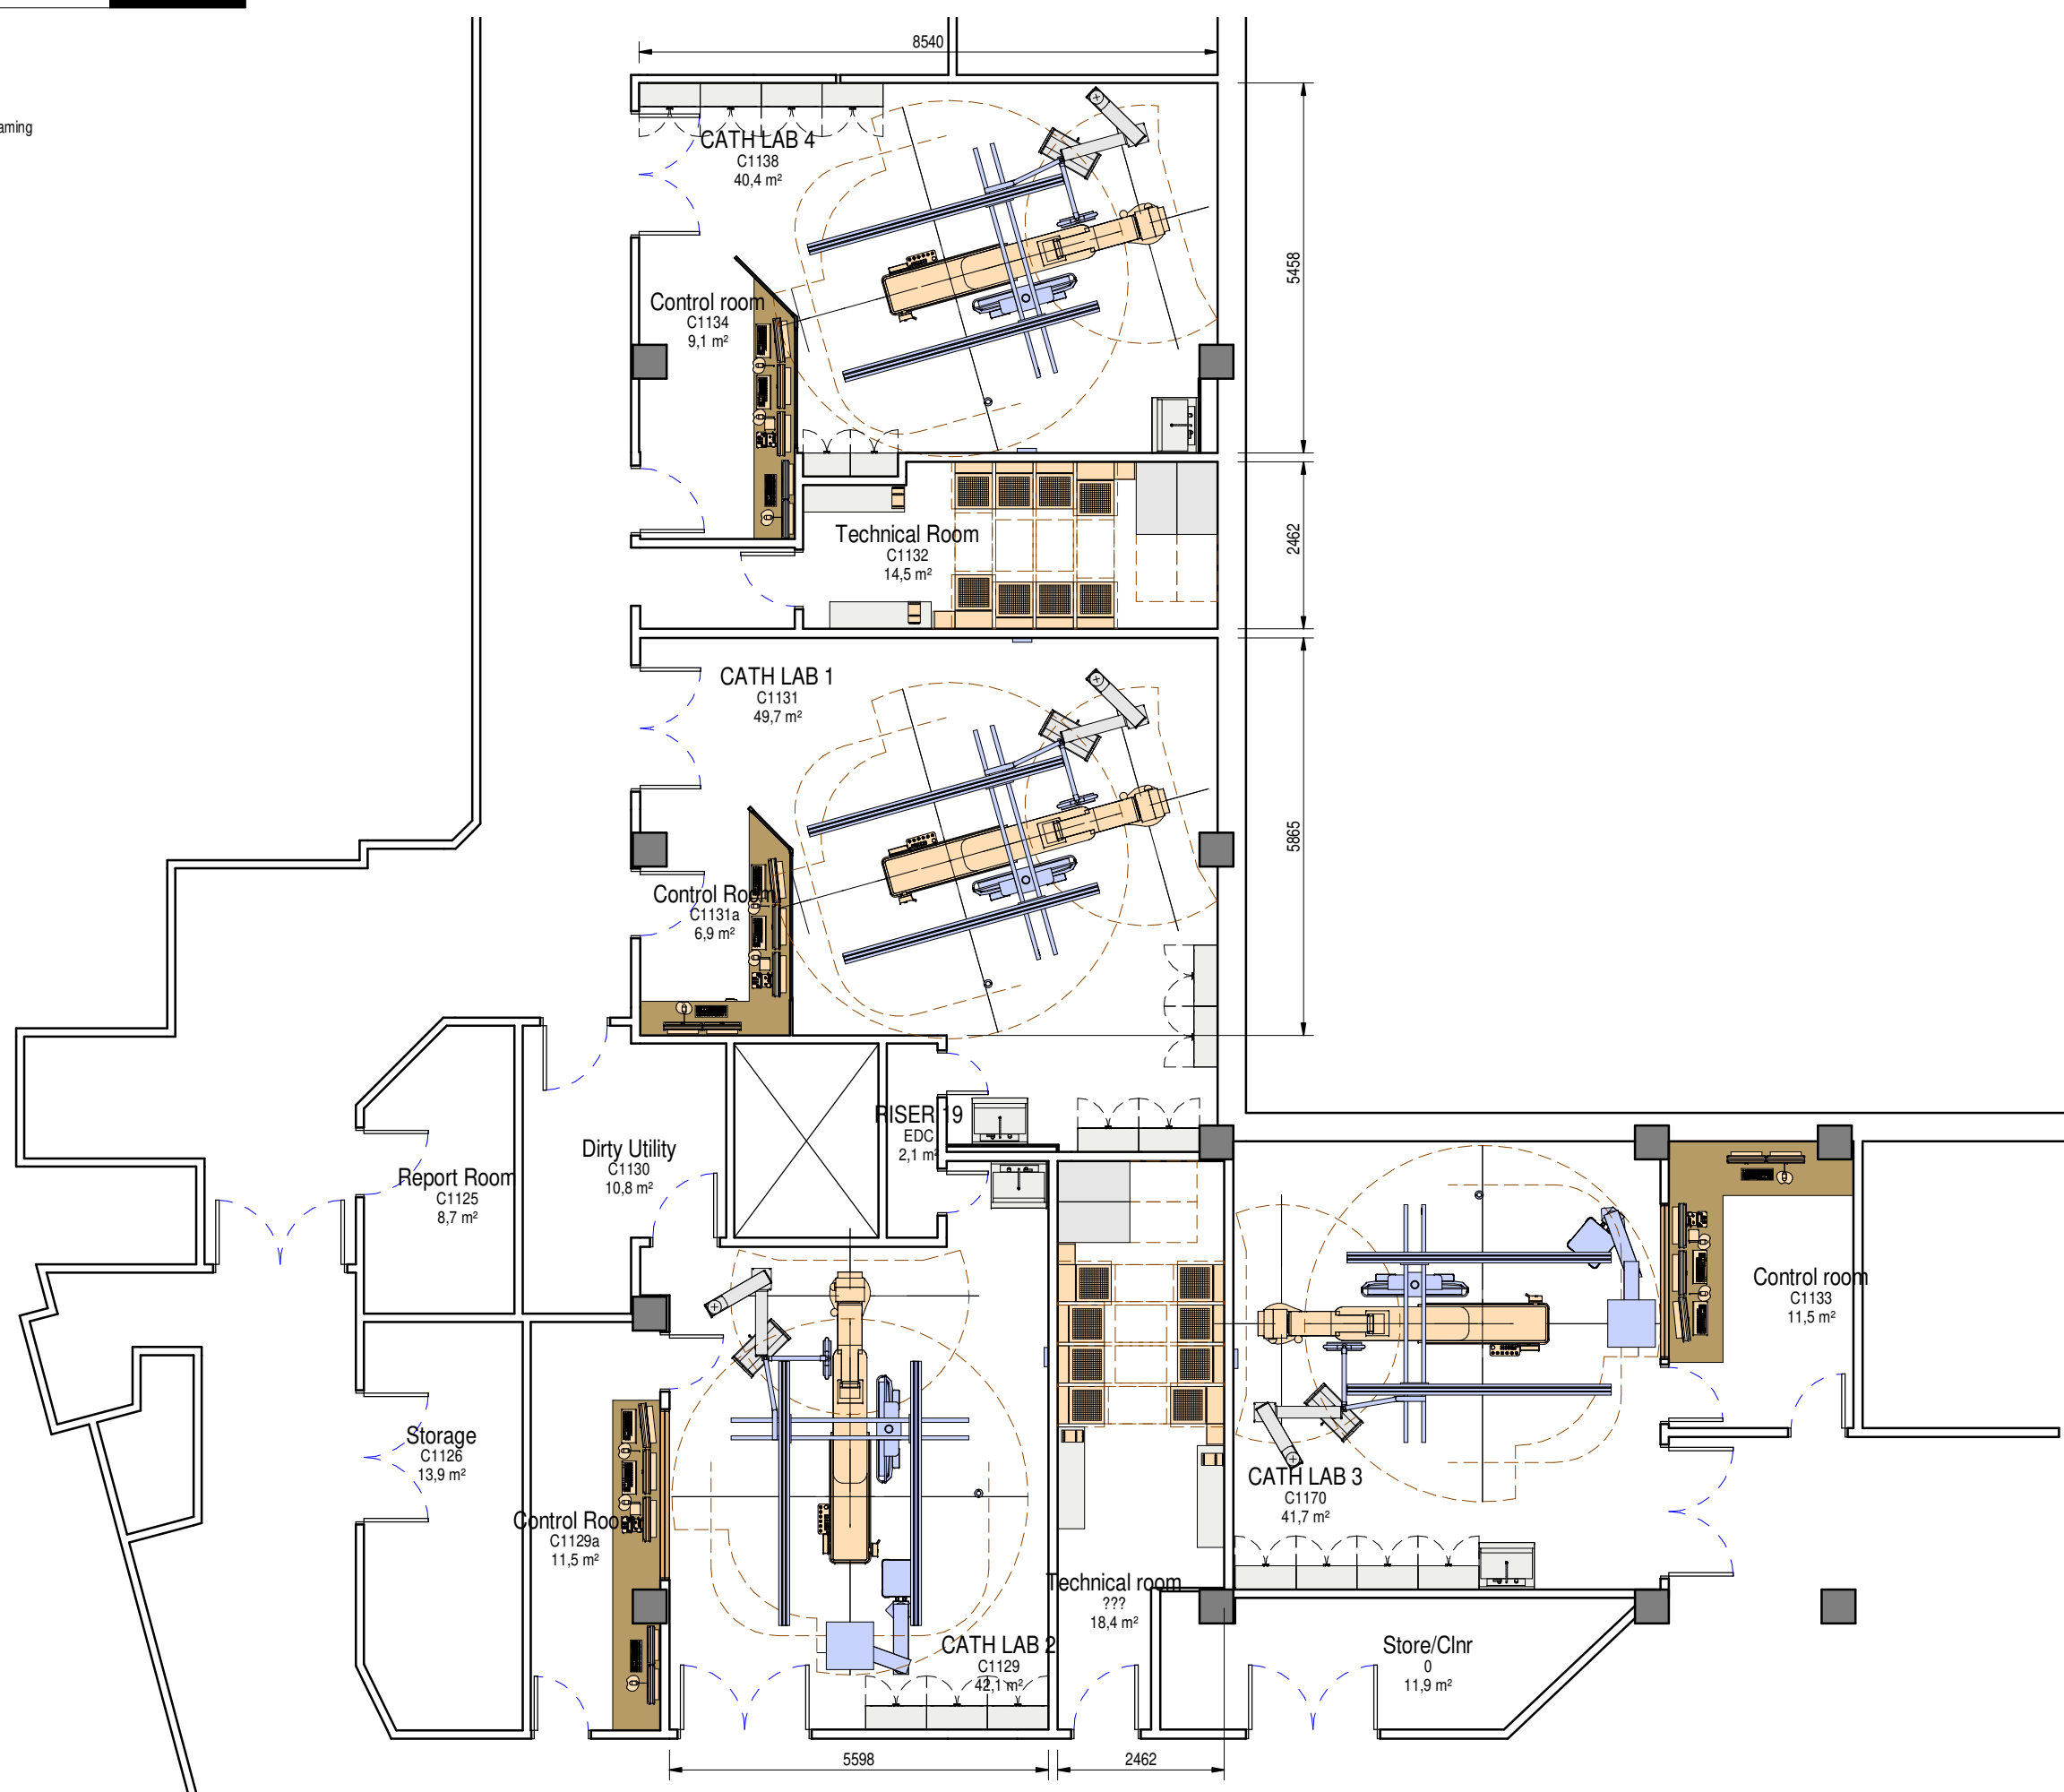 8540
aming
CATH LAB 4
C1138
40,4 m²
5458
Control room
C1134
9,1 m²
Technical Room
C1132
14,5 m²
2462
CATH LAB 1
C1131
49,7 m²
5865
Control Room
C1131a
6,9 m²
RISER 19
EDC
2,1 m²
Dirty Utility
C1130
10,8 m²
Report Room
C1125
8,7 m²
Control room
C1133
11,5 m²
Storage
C1126
13,9 m²
CATH LAB 3
C1170
41,7 m²
Control Room
C1129a
11,5 m²
Technical room
???
18,4 m²
CATH LAB 2
C1129
42,1 m²
Store/Clnr
0
11,9 m²
5598
2462